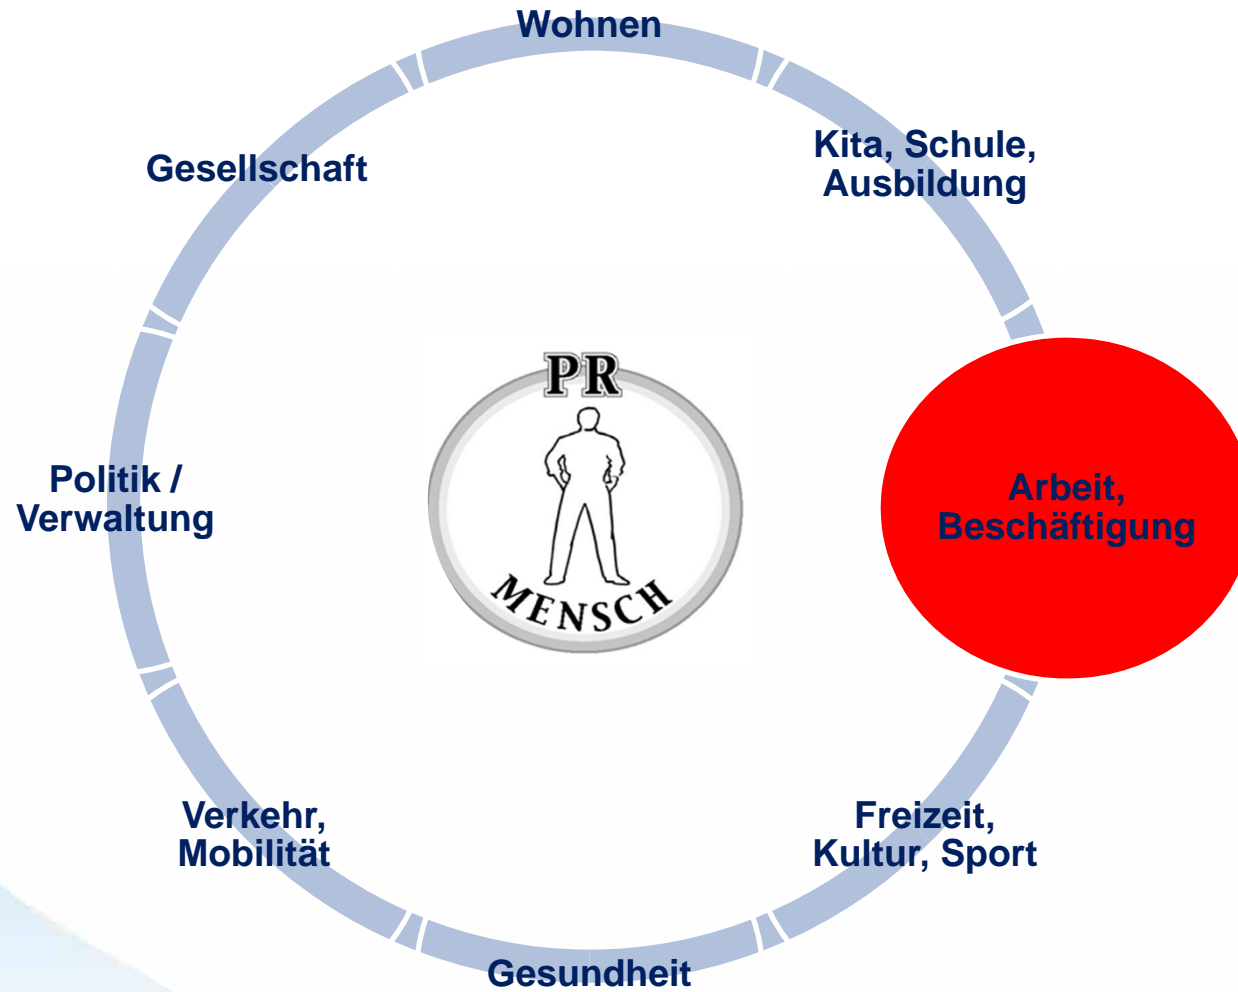 Wohnen
Kita, Schule,
Ausbildung
Gesellschaft
PR
MENSCH
Politik /
Verwaltung
Arbeit,
Beschäftigung
Verkehr,
Mobilität
Freizeit,
Kultur, Sport
Gesundheit